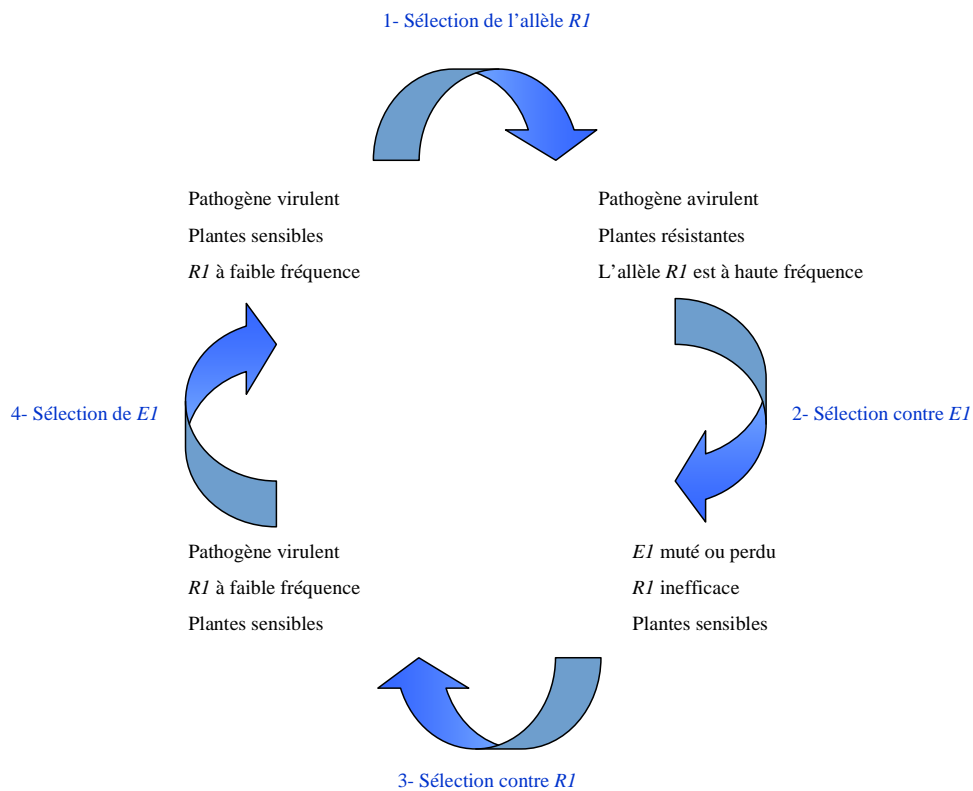 1- Sélection de l’allèle R1
Pathogène virulent
Plantes sensibles
R1 à faible fréquence
Pathogène avirulent
Plantes résistantes
L’allèle R1 est à haute fréquence
4- Sélection de E1
2- Sélection contre E1
Pathogène virulent
R1 à faible fréquence
Plantes sensibles
E1 muté ou perdu
R1 inefficace
Plantes sensibles
3- Sélection contre R1